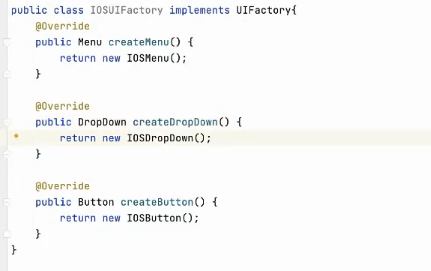 public class IOSUIFactory implements UIFactory{
@Override
public Menu createMenu() {
return new IOSMenu();
}
@Override
public DropDown createDropDown() {
return new IOSDropDown();
}
@Override
public Button createButton() {
return new IOSButton();
}
}